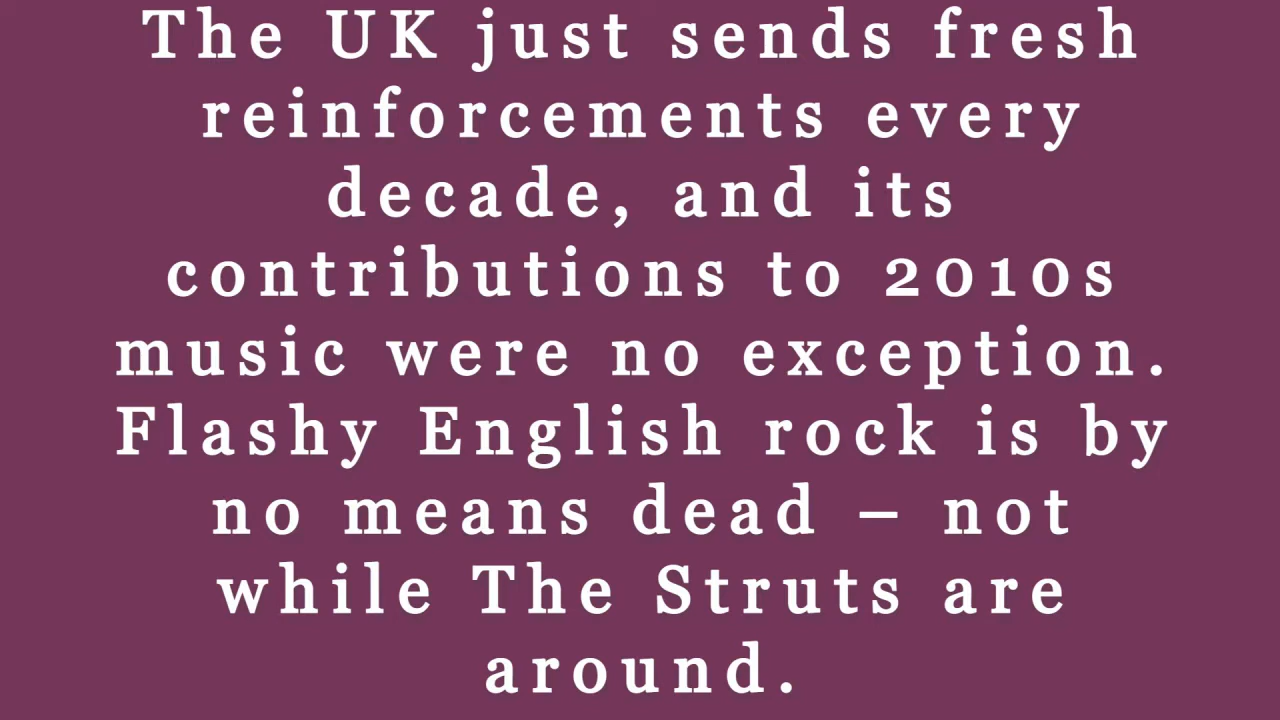 The UK just sends fresh
reinforcements every
decade, and its
contributions to 2010s
music were no exception.
Flashy English rock is by
no means dead – not
while The Struts are
around.